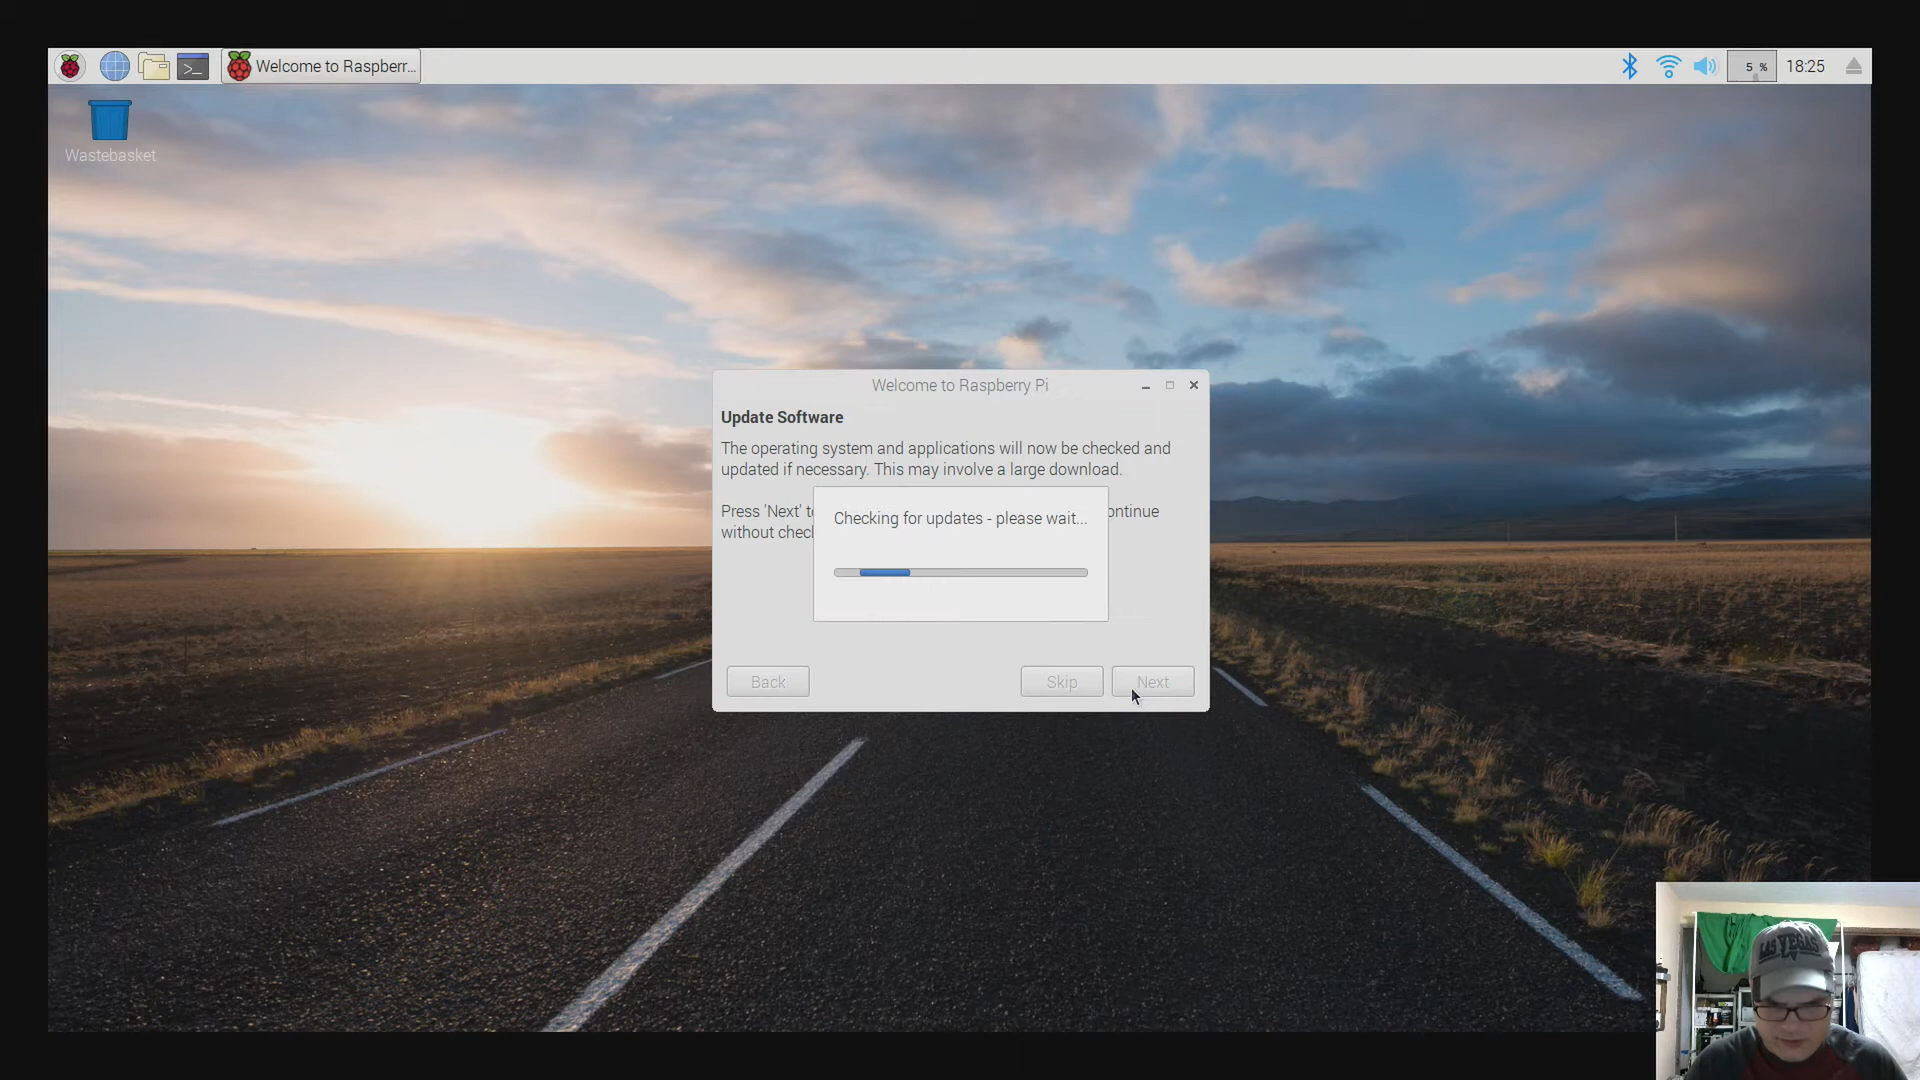 Welcome to Raspberr...
5 %
18:25
Wastebasket
Welcome to Raspberry Pi
Update Software
The operating system and applications will now be checked and
updated if necessary. This may involve a large download.
Press 'Next' t
ontinue
without chec
Checking for updates - please wait...
Back
Skip
Next
LAS VEGAS